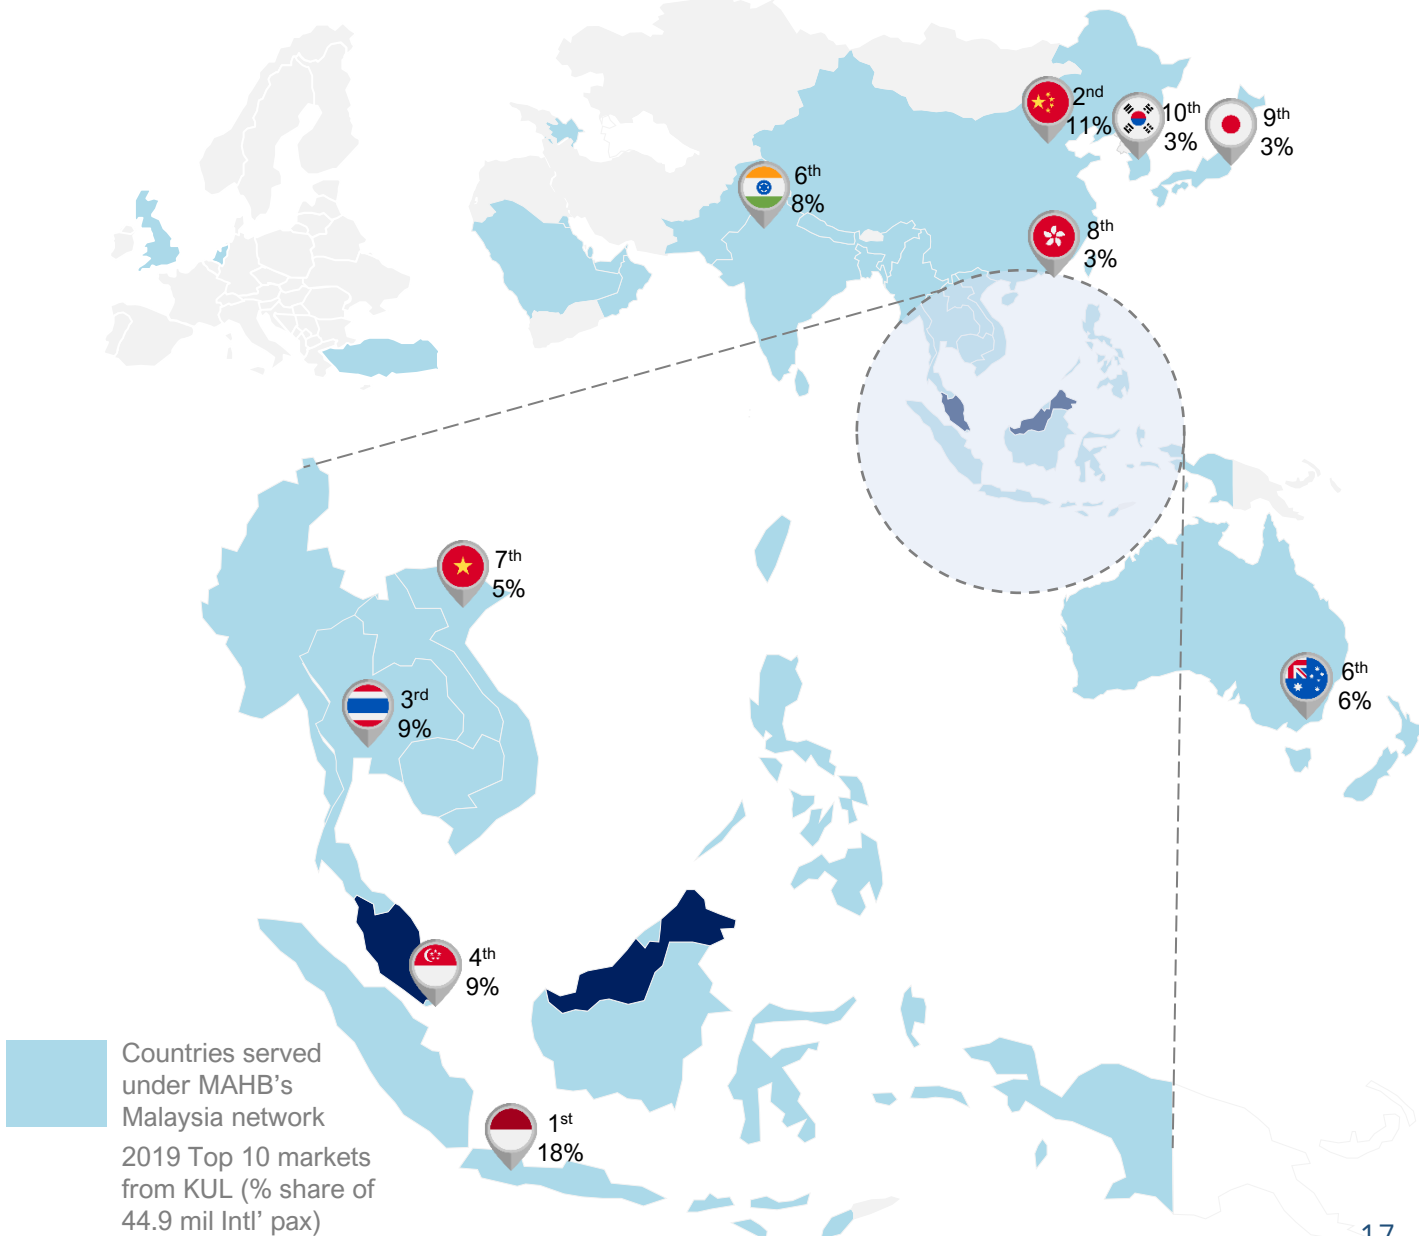 2nd
11%
10th
3%
9th
3%
6th
8%
8th
3%
7th
5%
3rd
9%
6th
6%
4th
9%
1st
18%
Countries served
under MAHB's
Malaysia network
2019 Top 10 markets
from KUL (% share of
44.9 mil Intl' pax)
17